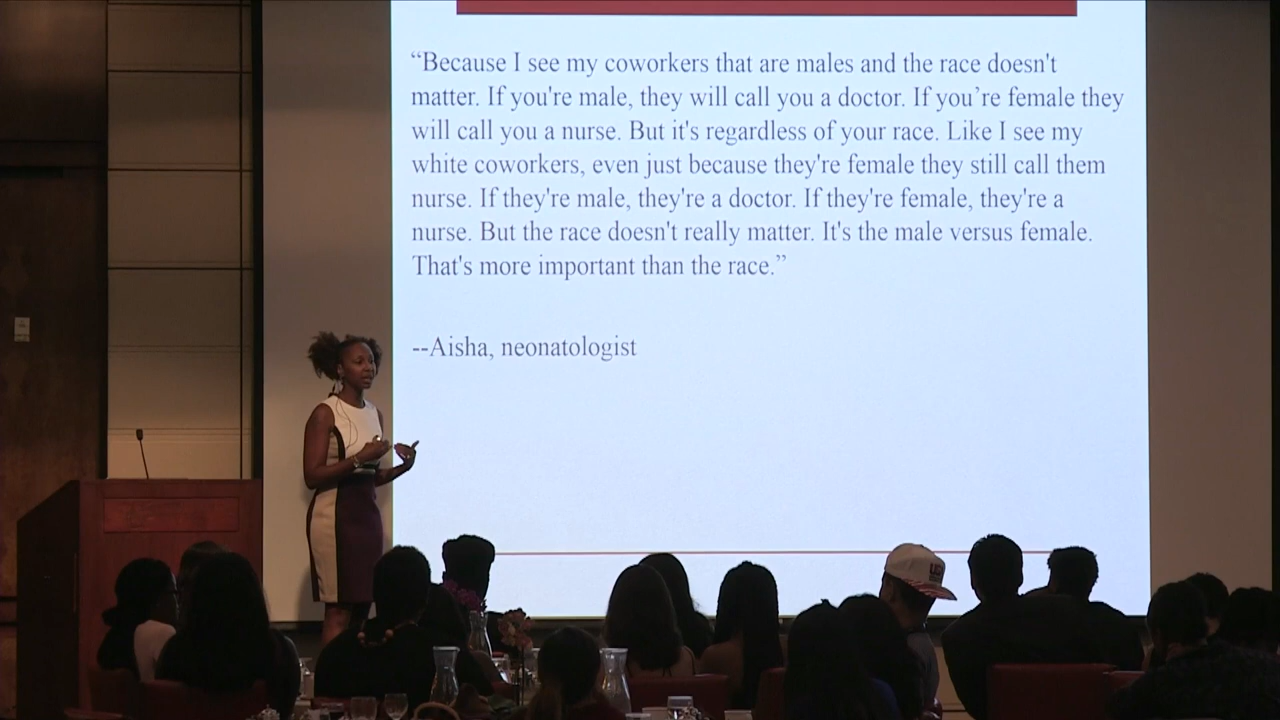 “Because I see my coworkers that are males and the race doesn't
matter. If you're male, they will call you a doctor. If you’re female they
will call you a nurse. But it's regardless of your race. Like I see my
white coworkers, even just because they're female they still call them
nurse. If they're male, they're a doctor. If they're female, they're a
nurse. But the race doesn't really matter. It's the male versus female.
That's more important than the race.”
--Aisha, neonatologist